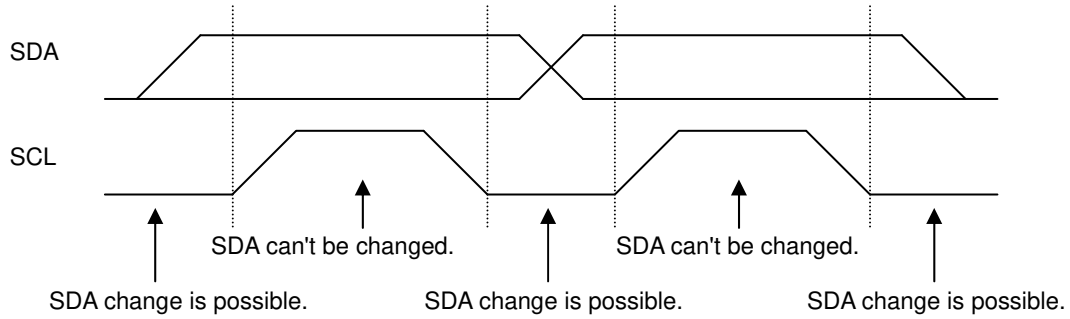 SDA
SCL
SDA can't be changed.
SDA can't be changed.
SDA change is possible.
SDA change is possible.
SDA change is possible.